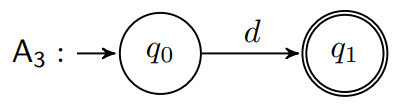 A₃ : q₀ d q₁